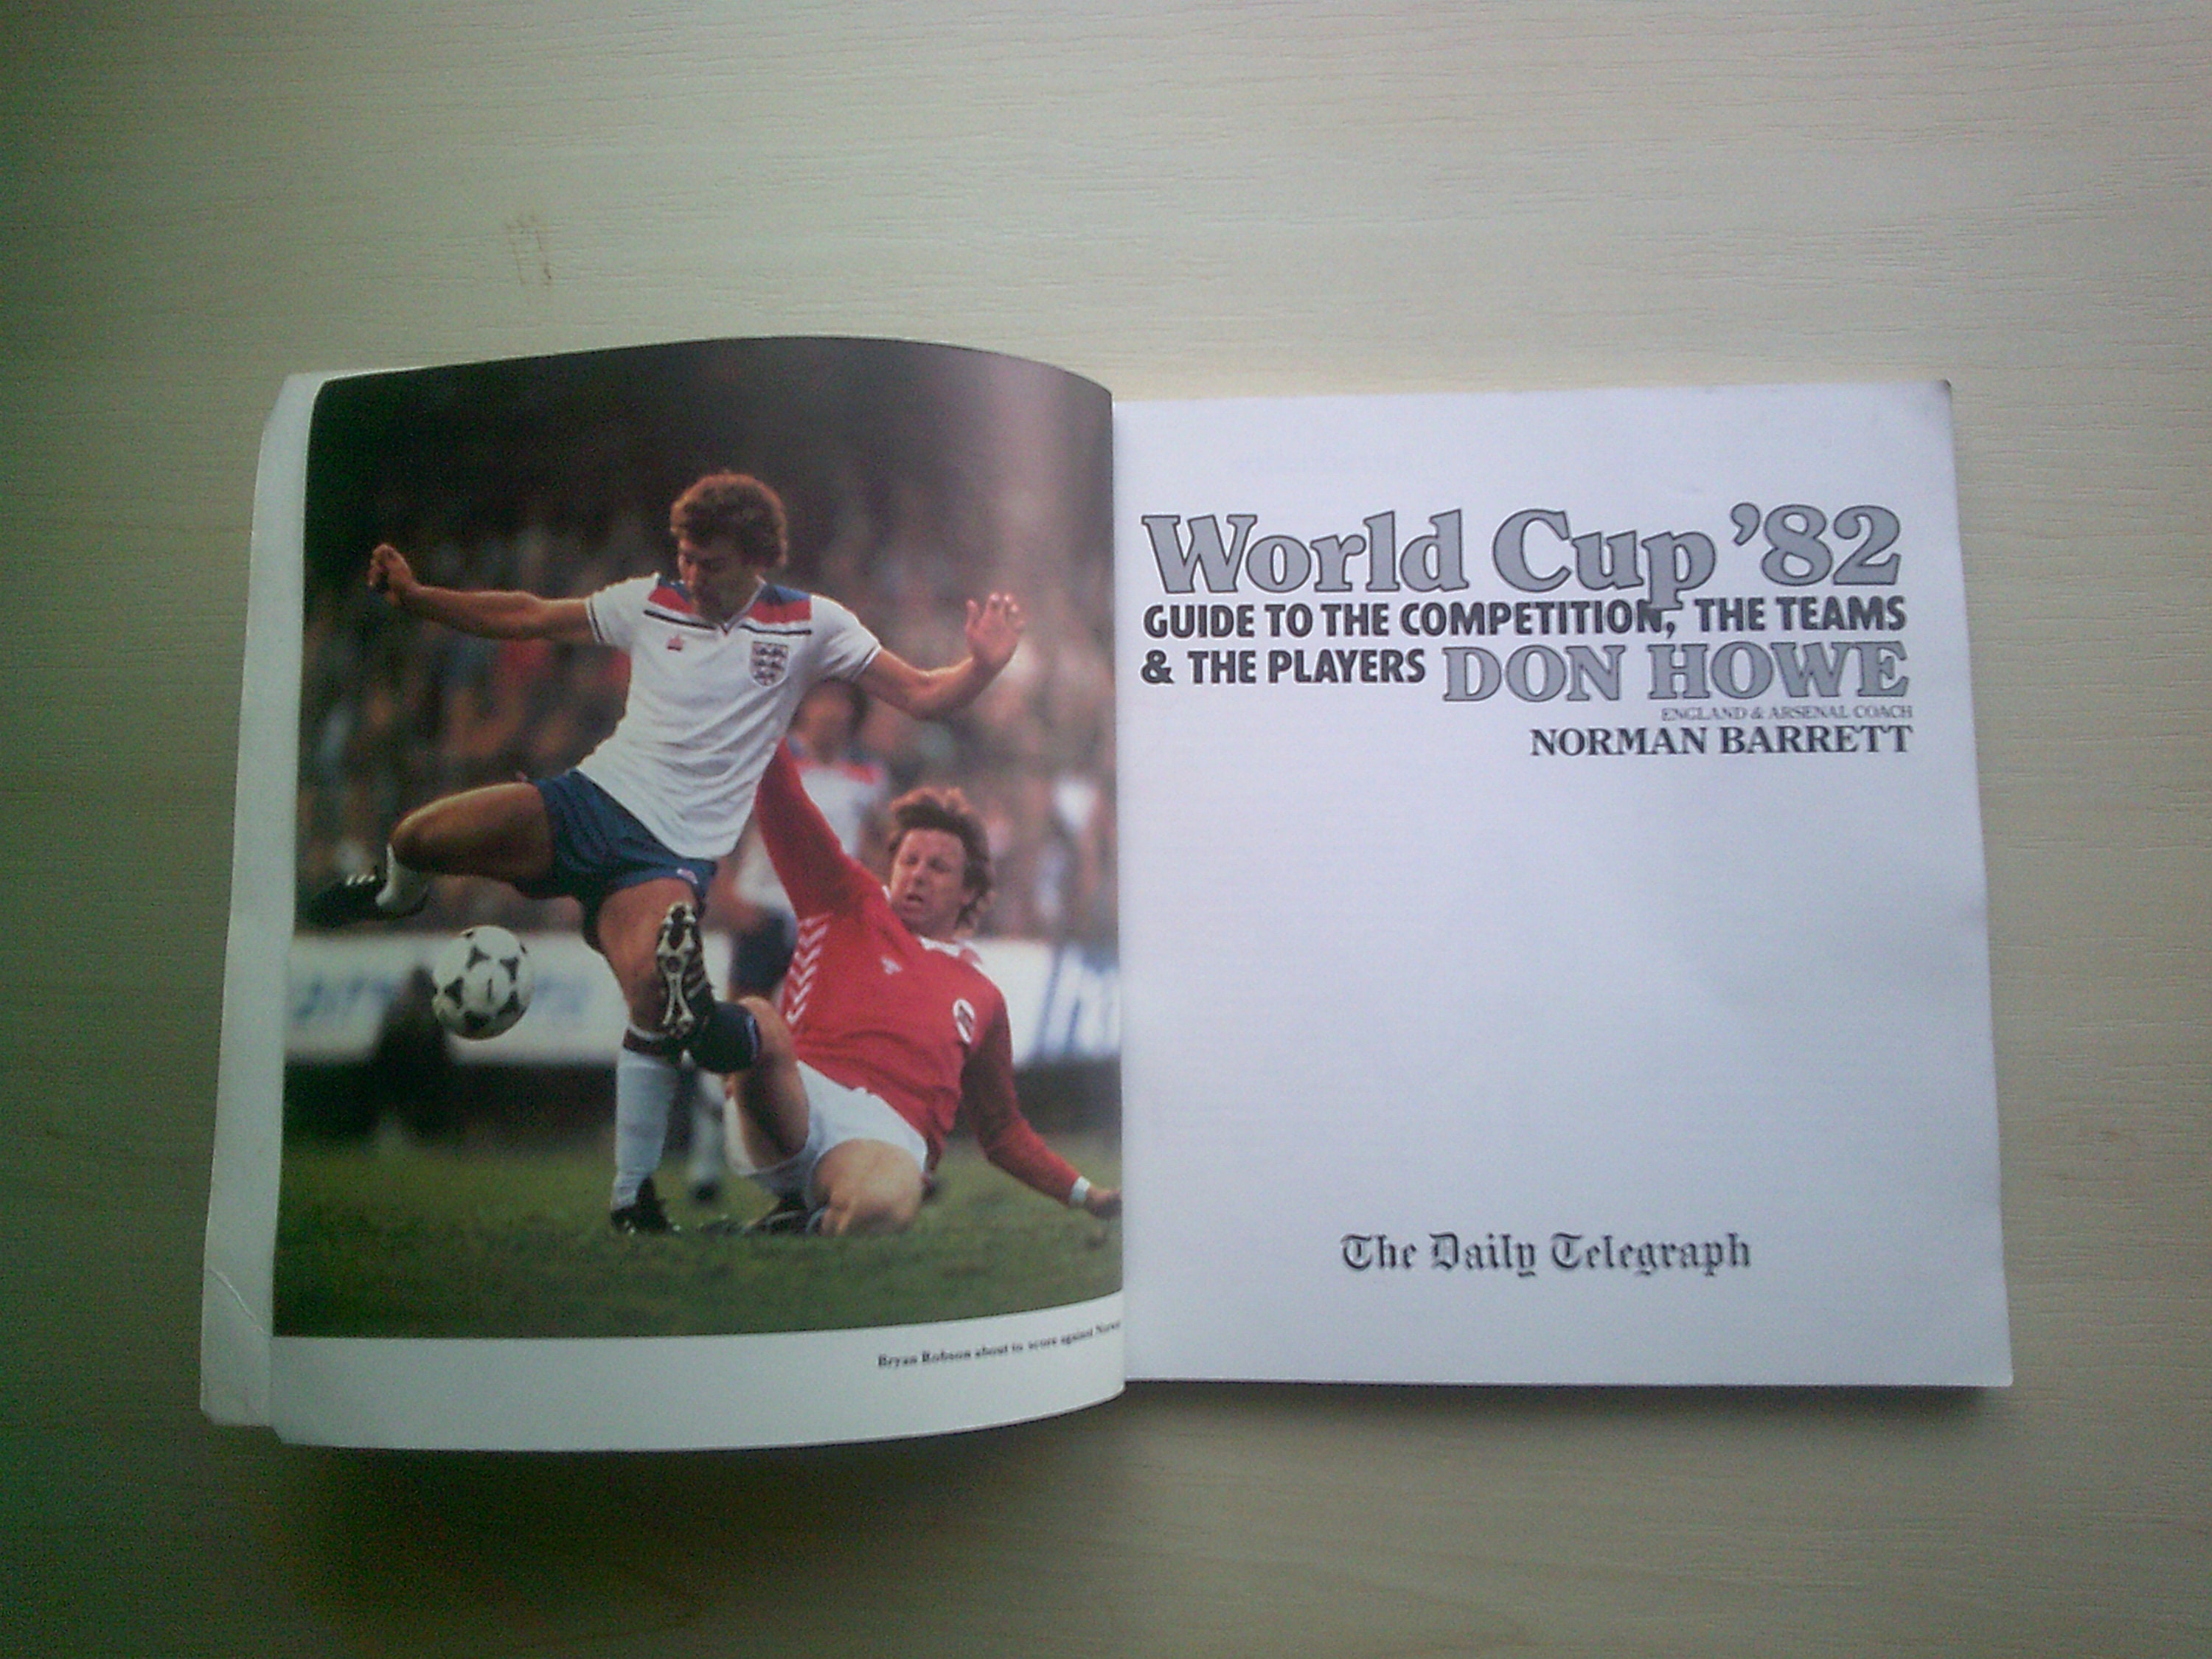 Bryan Robson about to score against
World Cup '82
GUIDE TO THE COMPETITION, THE TEAMS
& THE PLAYERS DON HOWE
ENGLAND & ARSENAL COACH
NORMAN BARRETT
The Daily Telegraph